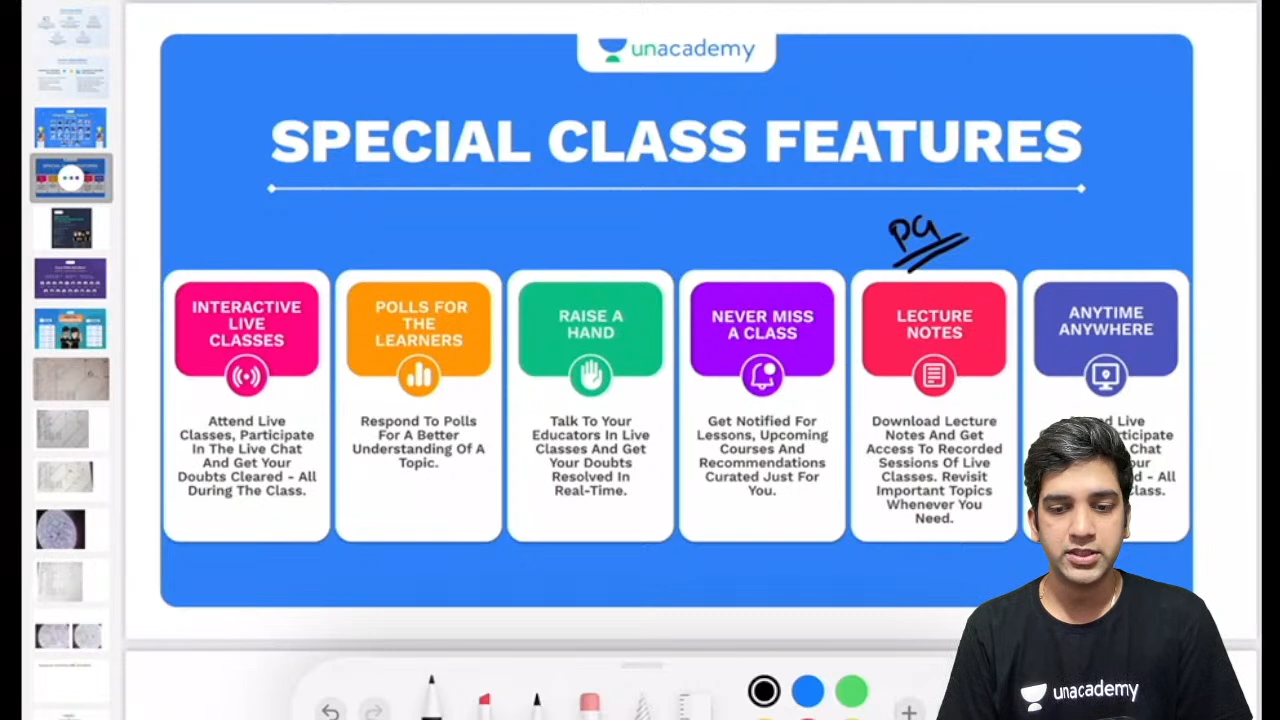 unacademy
SPECIAL CLASS FEATURES
PG
INTERACTIVE
LIVE
CLASSES
Attend Live
Classes, Participate
In The Live Chat
And Get Your
Doubts Cleared - All
During The Class.
POLLS FOR
THE
LEARNERS
Respond To Polls
For A Better
Understanding Of A
Topic.
RAISE A
HAND
Talk To Your
Educators In Live
Classes And Get
Your Doubts
Resolved In
Real-Time.
NEVER MISS
A CLASS
Get Notified For
Lessons, Upcoming
Courses And
Recommendations
Curated Just For
You.
LECTURE
NOTES
Download Lecture
Notes And Get
Access To Recorded
Sessions Of Live
Classes. Revisit
Important Topics
Whenever You
Need.
ANYTIME
ANYWHERE
Live
Chat
- All
unacademy